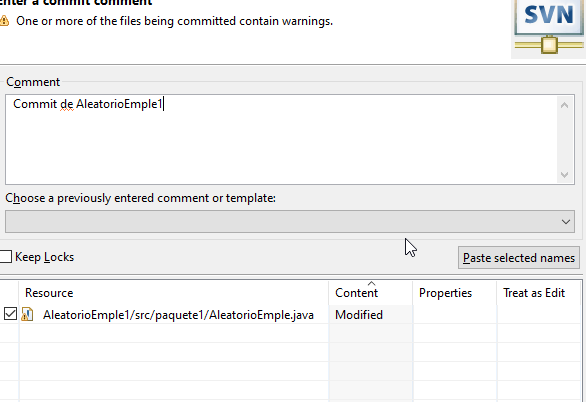 Enter a commit comment
One or more of the files being committed contain warnings.
SVN
Comment
Commit de AleatorioEmple1
Choose a previously entered comment or template:
Keep Locks
Paste selected names
Resource Content Properties Treat as Edit
AleatorioEmple1/src/paquete1/AleatorioEmple.java Modified